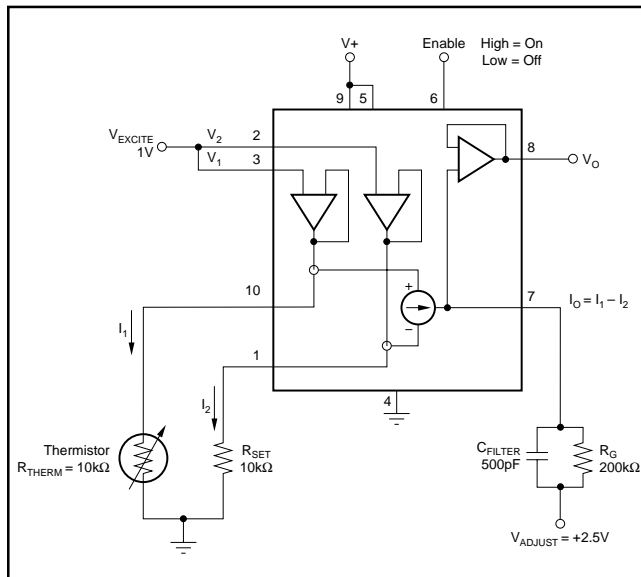 V+
Enable
High = On
Low = Off
9
5
6
V_EXCITE
1V
V_2
2
V_1
3
8
V_O
10
+
−
7
I_O = I_1 − I_2
I_1
1
I_2
4
Thermistor
R_THERM = 10kΩ
R_SET
10kΩ
C_FILTER
500pF
R_G
200kΩ
V_ADJUST = +2.5V